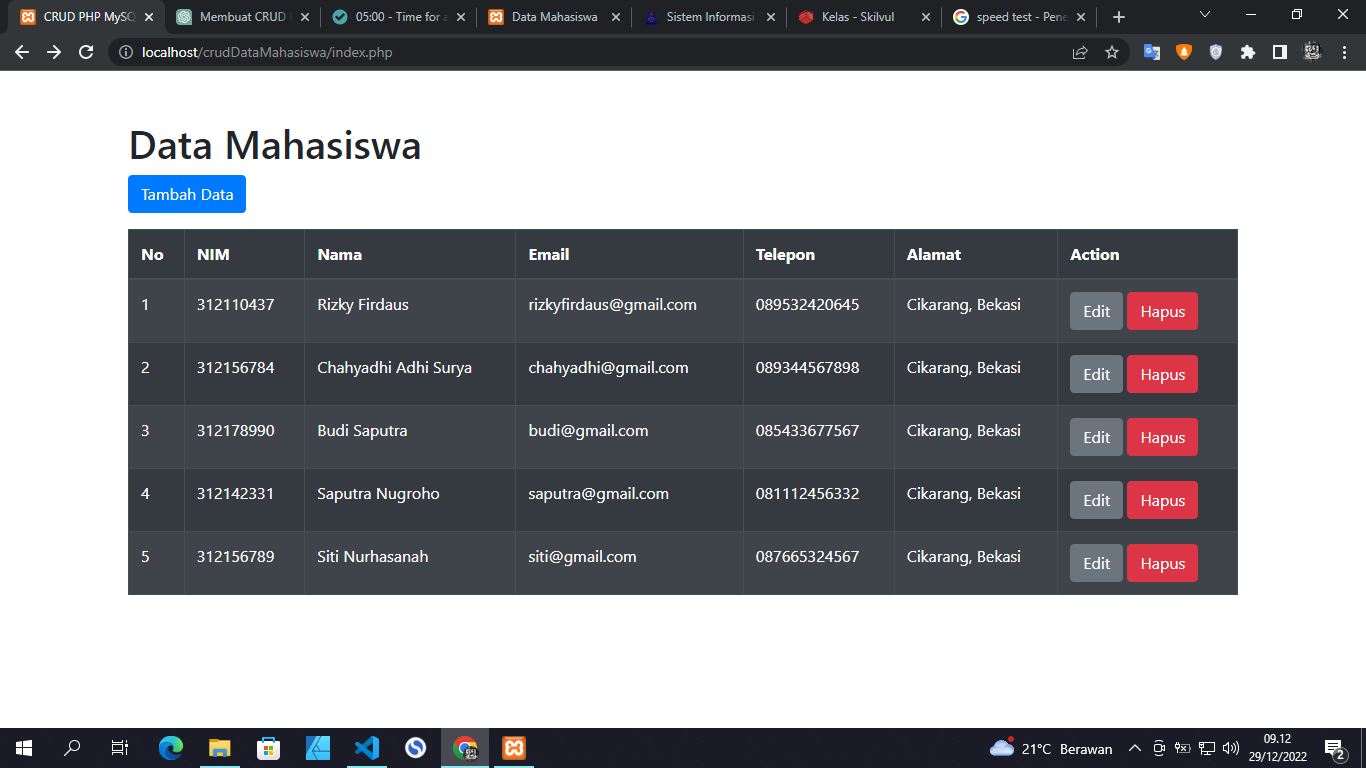 CRUD PHP MySQ
Membuat CRUD
05:00 - Time for a
Data Mahasiswa
Sistem Informasi
Kelas - Skilvul
speed test - Pene
localhost/crudDataMahasiswa/index.php
Data Mahasiswa
Tambah Data
No NIM Nama Email Telepon Alamat Action
1 312110437 Rizky Firdaus rizkyfirdaus@gmail.com 089532420645 Cikarang, Bekasi Edit Hapus
2 312156784 Chahyadhi Adhi Surya chahyadhi@gmail.com 089344567898 Cikarang, Bekasi Edit Hapus
3 312178990 Budi Saputra budi@gmail.com 085433677567 Cikarang, Bekasi Edit Hapus
4 312142331 Saputra Nugroho saputra@gmail.com 081112456332 Cikarang, Bekasi Edit Hapus
5 312156789 Siti Nurhasanah siti@gmail.com 087665324567 Cikarang, Bekasi Edit Hapus
21°C Berawan
09.12
29/12/2022
2